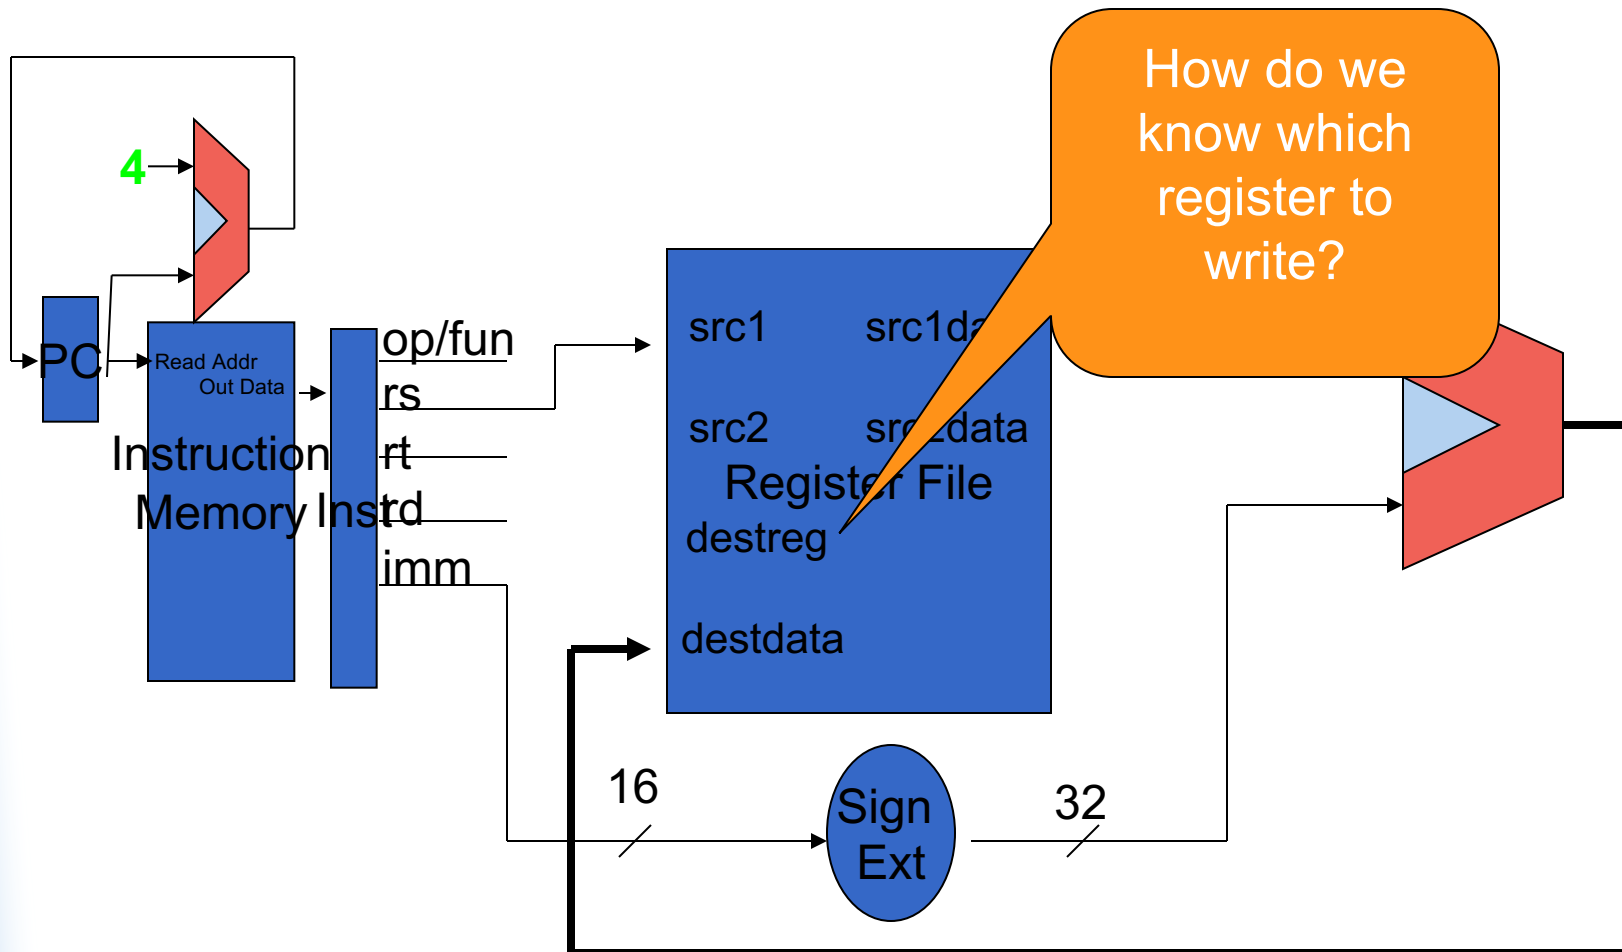 How do we
know which
register to
write?
4
PC
Read Addr
Out Data
Instruction
Memory
Instr
op/fun
rs
rt
rd
imm
src1
src2
src2data
Register File
destreg
destdata
16
Sign
Ext
32